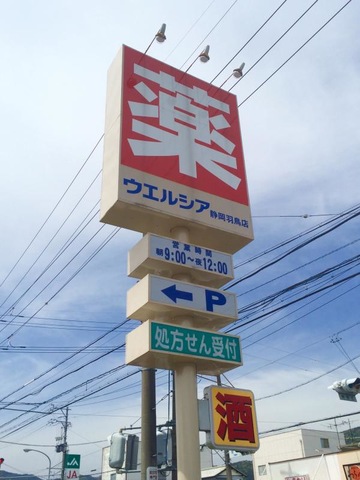 薬
ウエルシア 静岡羽鳥店
営業時間
朝9:00〜夜12:00
← P
処方せん受付
酒
JA
JA